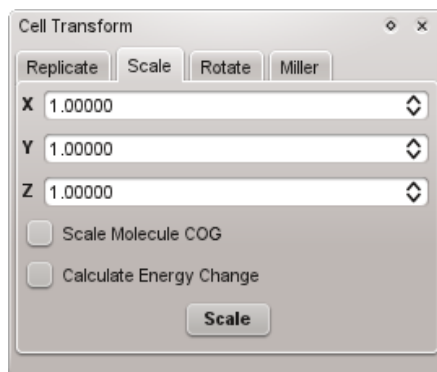 Cell Transform
Replicate Scale Rotate Miller
X 1.00000
Y 1.00000
Z 1.00000
Scale Molecule COG
Calculate Energy Change
Scale